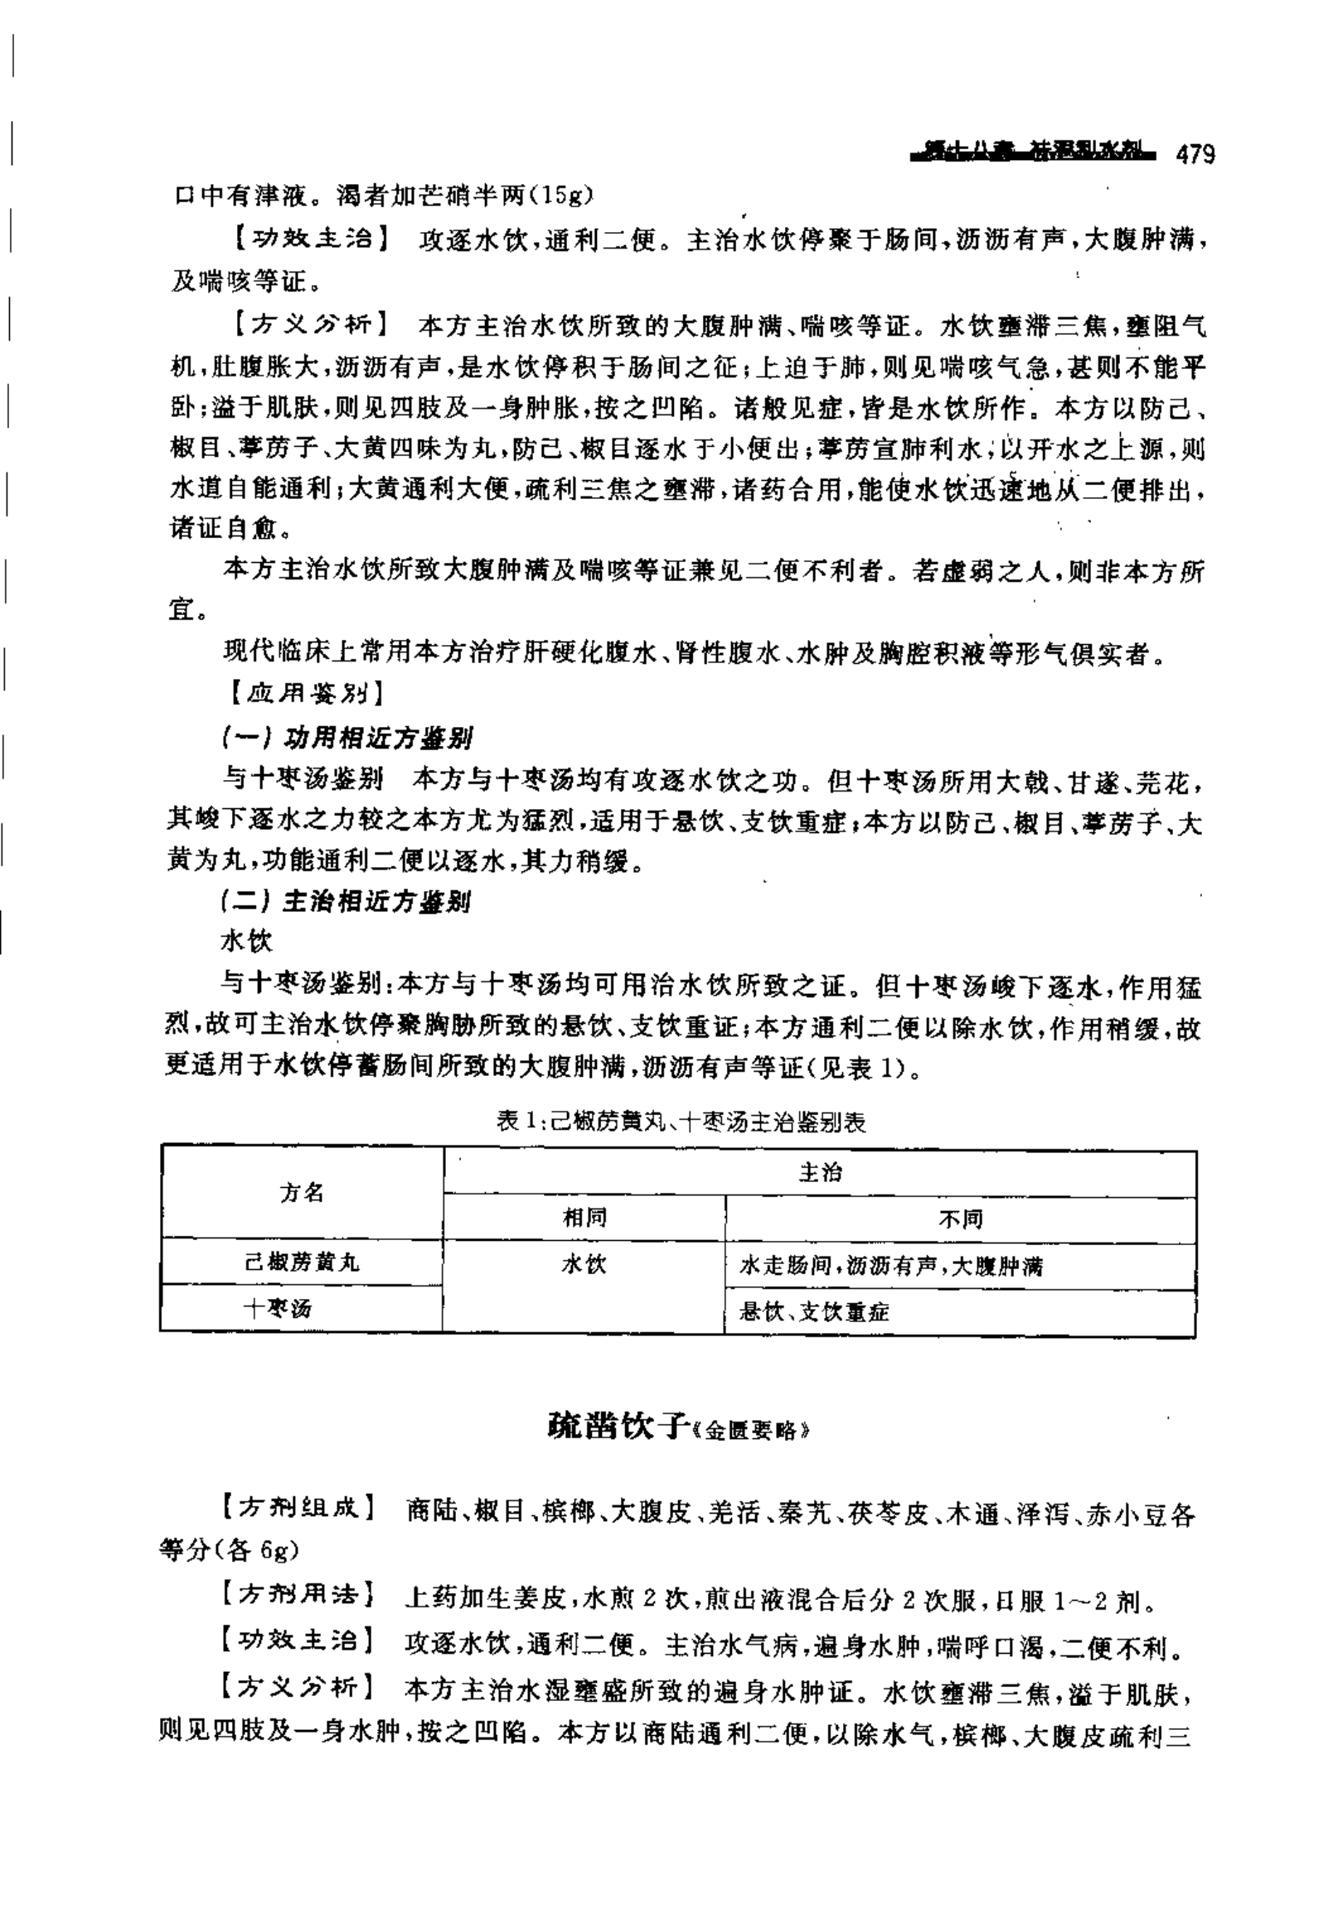 第十八章 祛湿利水剂 479
口中有津液。渴者加芒硝半两(15g)
【功效主治】 攻逐水饮,通利二便。主治水饮停聚于肠间,沥沥有声,大腹肿满,
及喘咳等证。
【方义分析】 本方主治水饮所致的大腹肿满、喘咳等证。水饮壅滞三焦,壅阻气
机,肚腹胀大,沥沥有声,是水饮停积于肠间之征;上迫于肺,则见喘咳气急,甚则不能平
卧;溢于肌肤,则见四肢及一身肿胀,按之凹陷。诸般见症,皆是水饮所作。本方以防己、
椒目、葶苈子、大黄四味为丸,防己、椒目逐水于小便出;葶苈宣肺利水,以开水之上源,则
水道自能通利;大黄通利大便,疏利三焦之壅滞,诸药合用,能使水饮迅速地从二便排出,
诸证自愈。
本方主治水饮所致大腹肿满及喘咳等证兼见二便不利者。若虚弱之人,则非本方所
宜。
现代临床上常用本方治疗肝硬化腹水、肾性腹水、水肿及胸腔积液等形气俱实者。
【应用鉴别】
(一)功用相近方鉴别
与十枣汤鉴别 本方与十枣汤均有攻逐水饮之功。但十枣汤所用大戟、甘遂、芫花,
其峻下逐水之力较之本方尤为猛烈,适用于悬饮、支饮重症;本方以防己、椒目、葶苈子、大
黄为丸,功能通利二便以逐水,其力稍缓。
(二)主治相近方鉴别
水饮
与十枣汤鉴别:本方与十枣汤均可用治水饮所致之证。但十枣汤峻下逐水,作用猛
烈,故可主治水饮停聚胸胁所致的悬饮、支饮重证;本方通利二便以除水饮,作用稍缓,故
更适用于水饮停蓄肠间所致的大腹肿满,沥沥有声等证(见表1)。
表1:己椒苈黄丸、十枣汤主治鉴别表
方名 主治
相同 不同
己椒苈黄丸 水饮 水走肠间,沥沥有声,大腹肿满
十枣汤 悬饮、支饮重症
疏凿饮子《金匮要略》
【方剂组成】 商陆、椒目、槟榔、大腹皮、羌活、秦艽、茯苓皮、木通、泽泻、赤小豆各
等分(各6g)
【方剂用法】 上药加生姜皮,水煎2次,煎出液混合后分2次服,日服1~2剂。
【功效主治】 攻逐水饮,通利二便。主治水气病,遍身水肿,喘呼口渴,二便不利。
【方义分析】 本方主治水湿壅盛所致的遍身水肿证。水饮壅滞三焦,溢于肌肤,
则见四肢及一身水肿,按之凹陷。本方以商陆通利二便,以除水气,槟榔、大腹皮疏利三